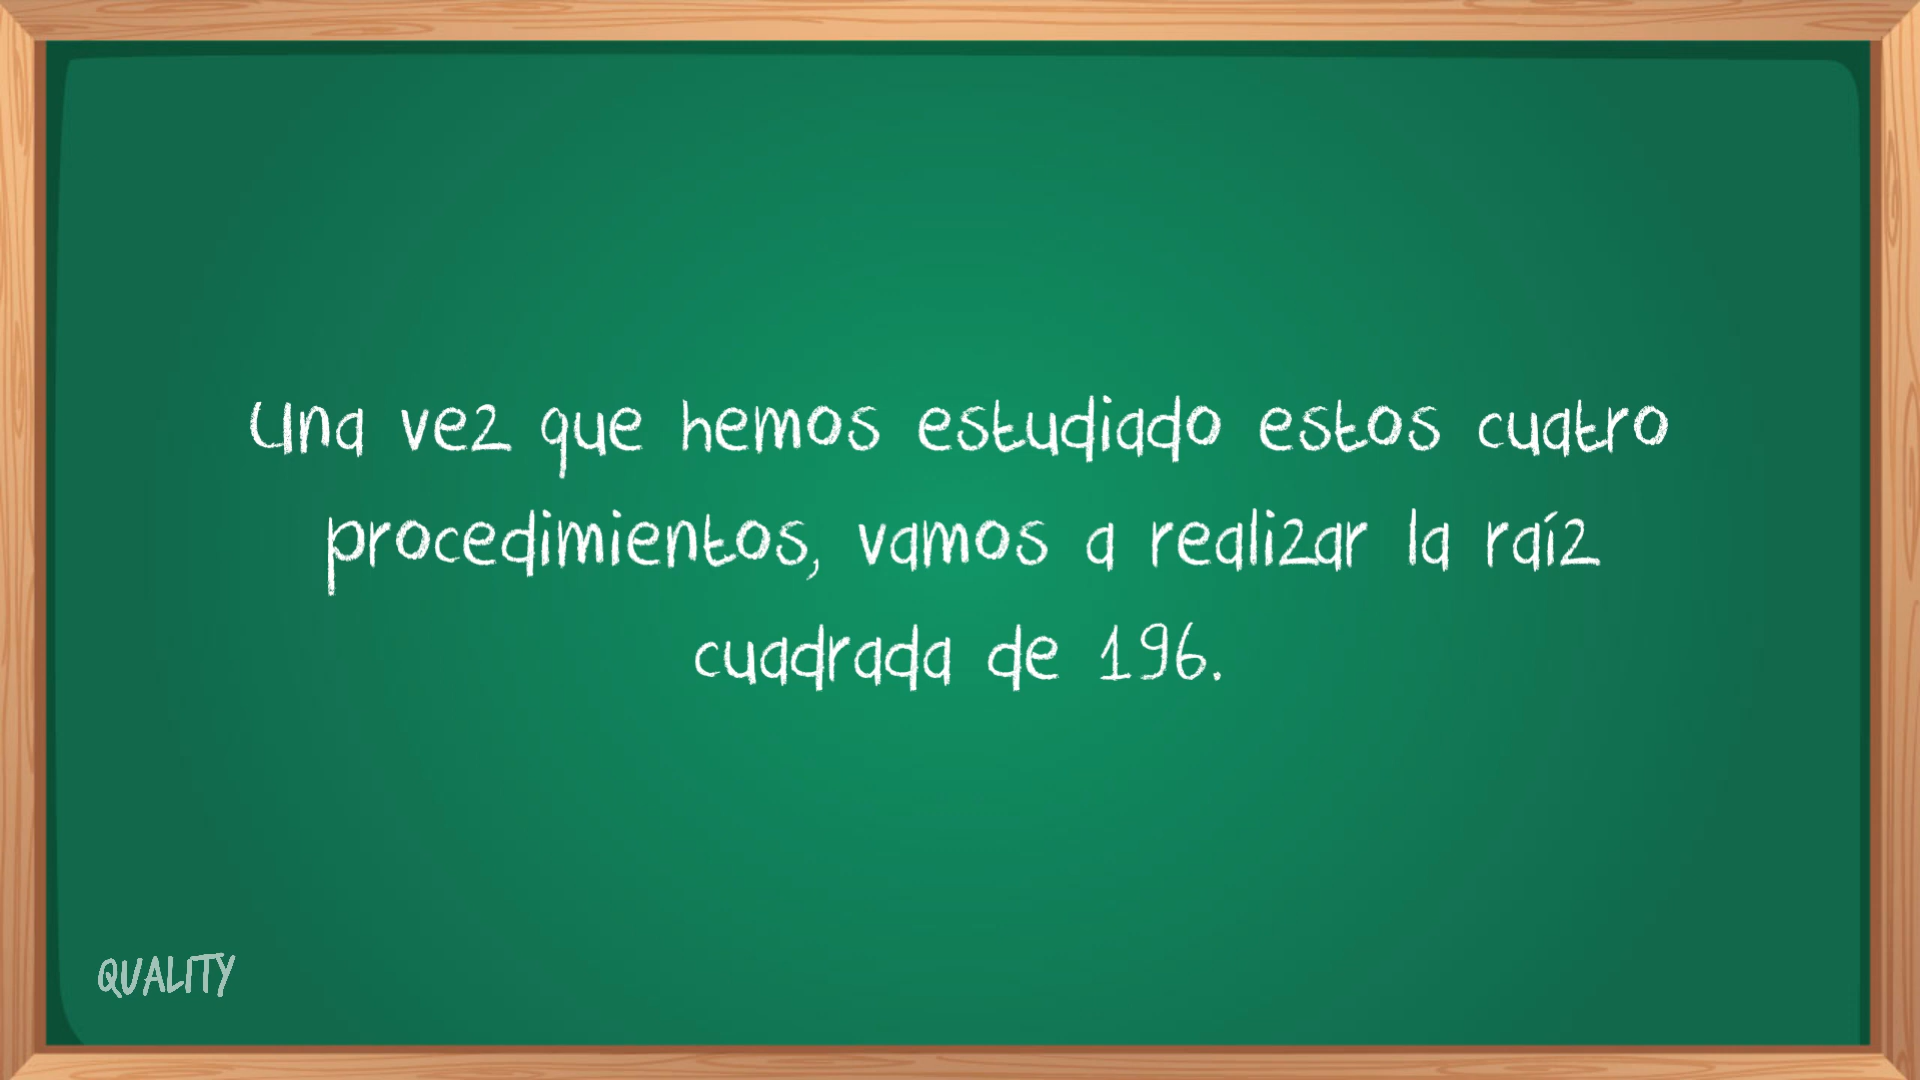 Una vez que hemos estudiado estos cuatro
procedimientos, vamos a realizar la raíz
cuadrada de 196.
QUALITY